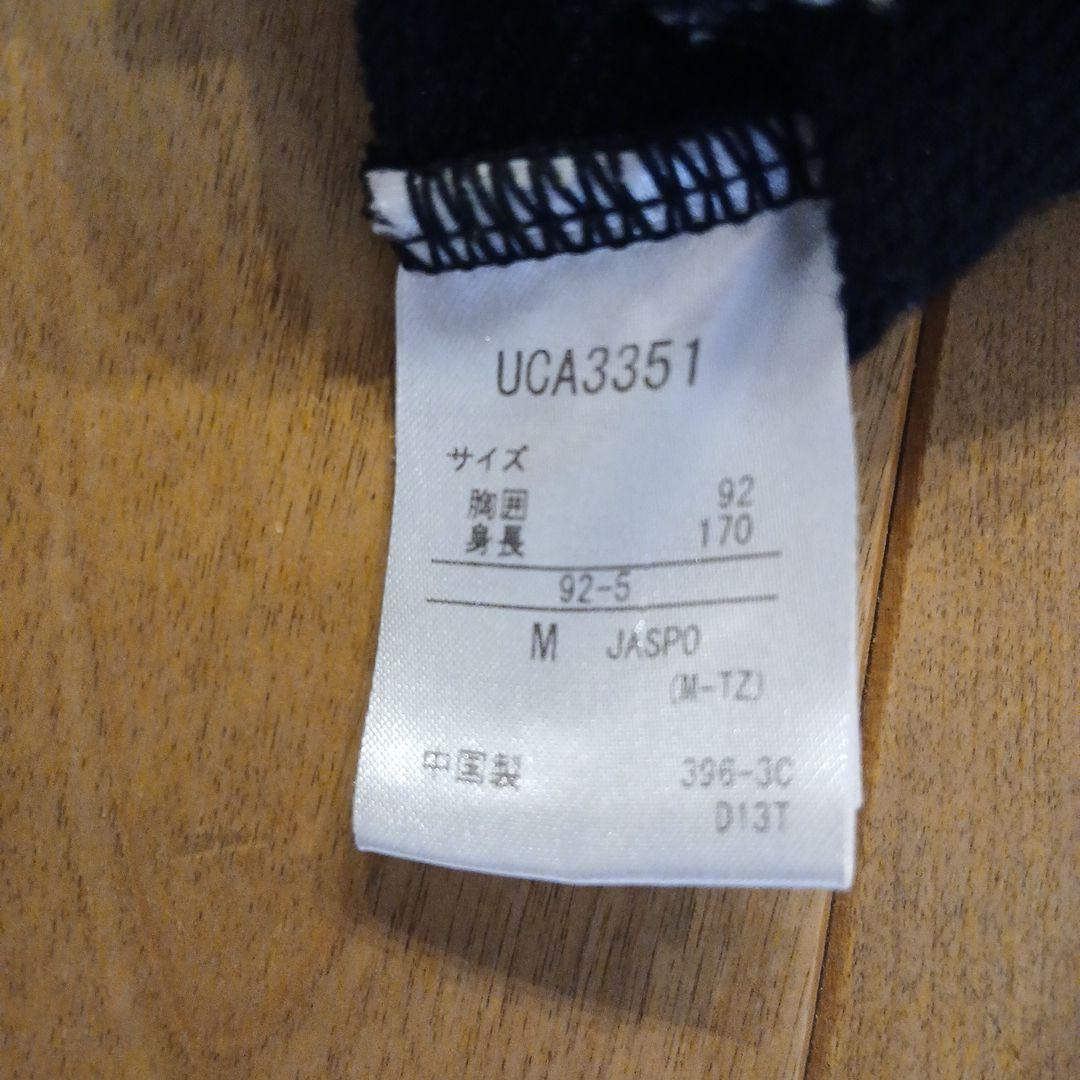 UCA3351
サイズ
胸囲 92
身長 170
92-5
M JASPO
(M-TZ)
中国製 396-3C
D13T